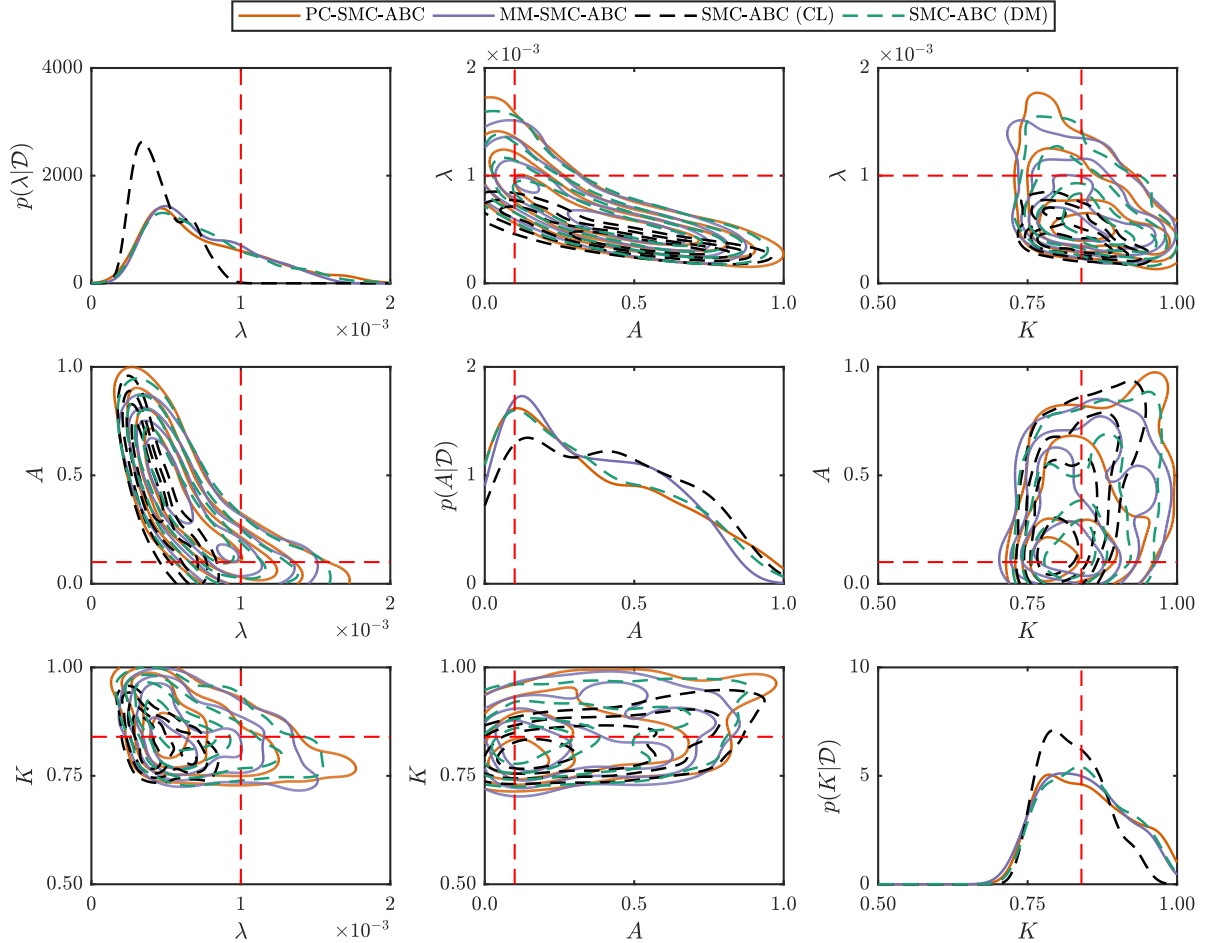 PC-SMC-ABC MM-SMC-ABC SMC-ABC (CL) SMC-ABC (DM)
p(λ|𝒟)
4000
2000
0
0 1 2
λ ×10⁻³
×10⁻³
λ
2
1
0
0.0 0.5 1.0
A
×10⁻³
λ
2
1
0
0.50 0.75 1.00
K
A
1.0
0.5
0.0
0 1 2
λ ×10⁻³
p(A|𝒟)
2
1
0
0.0 0.5 1.0
A
A
1.0
0.5
0.0
0.50 0.75 1.00
K
K
1.00
0.75
0.50
0 1 2
λ ×10⁻³
K
1.00
0.75
0.50
0.0 0.5 1.0
A
p(K|𝒟)
10
5
0
0.50 0.75 1.00
K